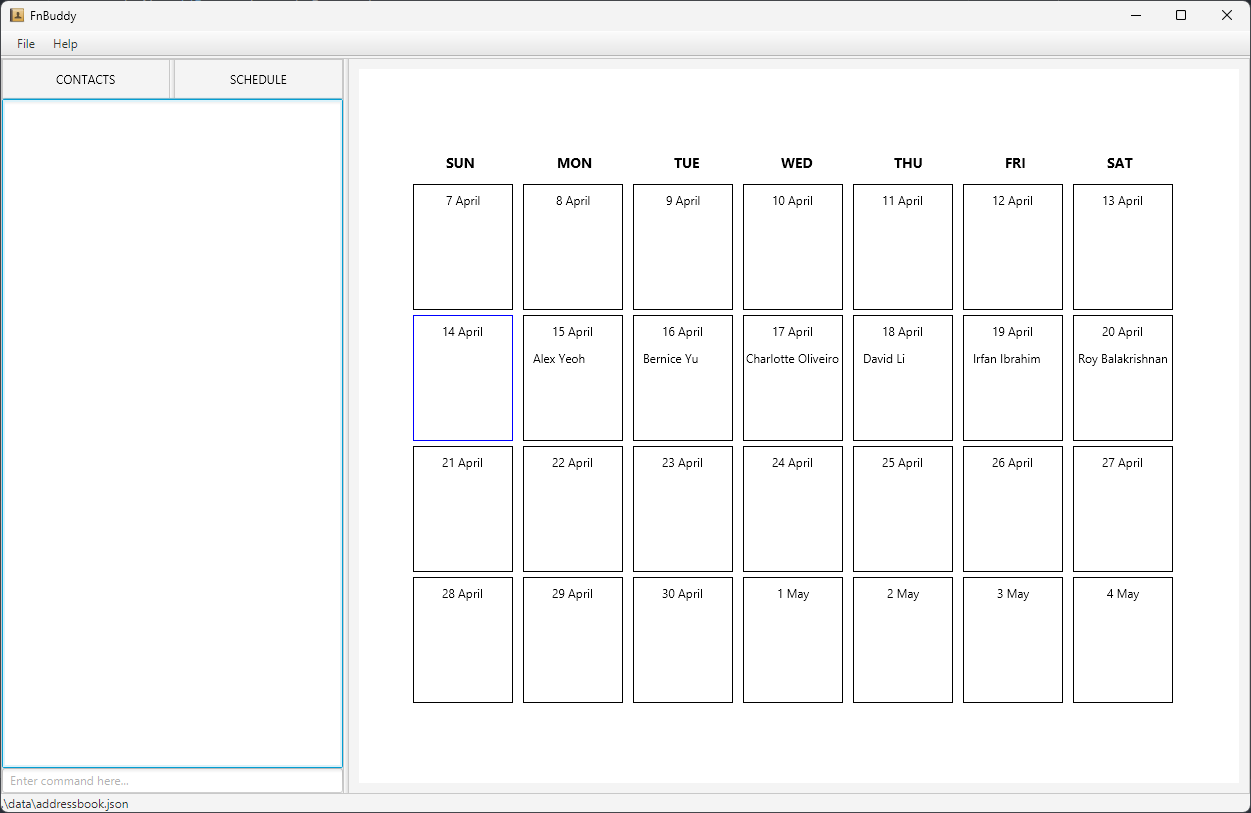 FnBuddy
File Help
CONTACTS SCHEDULE
SUN MON TUE WED THU FRI SAT
7 April 8 April 9 April 10 April 11 April 12 April 13 April
14 April 15 April 16 April 17 April 18 April 19 April 20 April
Alex Yeoh Bernice Yu Charlotte Oliveiro David Li Irfan Ibrahim Roy Balakrishnan
21 April 22 April 23 April 24 April 25 April 26 April 27 April
28 April 29 April 30 April 1 May 2 May 3 May 4 May
Enter command here...
.\data\addressbook.json